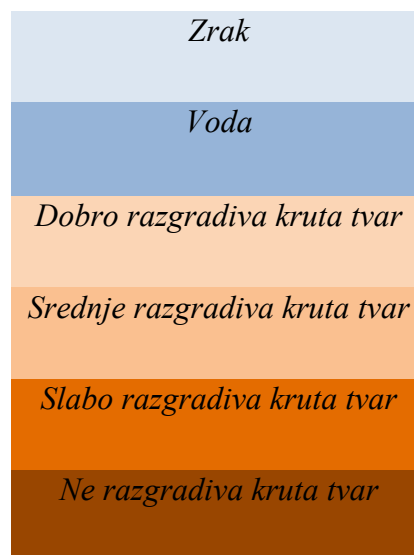 Zrak
Voda
Dobro razgradiva kruta tvar
Srednje razgradiva kruta tvar
Slabo razgradiva kruta tvar
Ne razgradiva kruta tvar